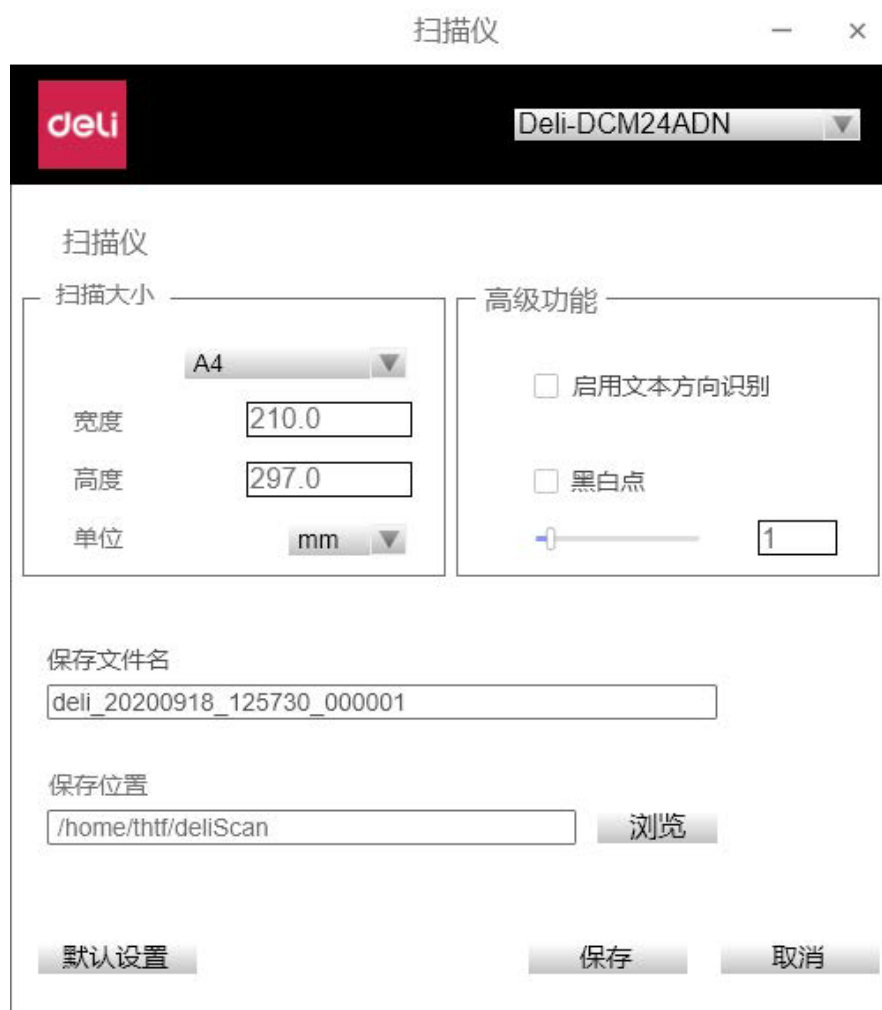 扫描仪
deli
Deli-DCM24ADN
扫描仪
扫描大小
A4
宽度 210.0
高度 297.0
单位 mm
高级功能
启用文本方向识别
黑白点
1
保存文件名
deli_20200918_125730_000001
保存位置
/home/thtf/deliScan 浏览
默认设置 保存 取消